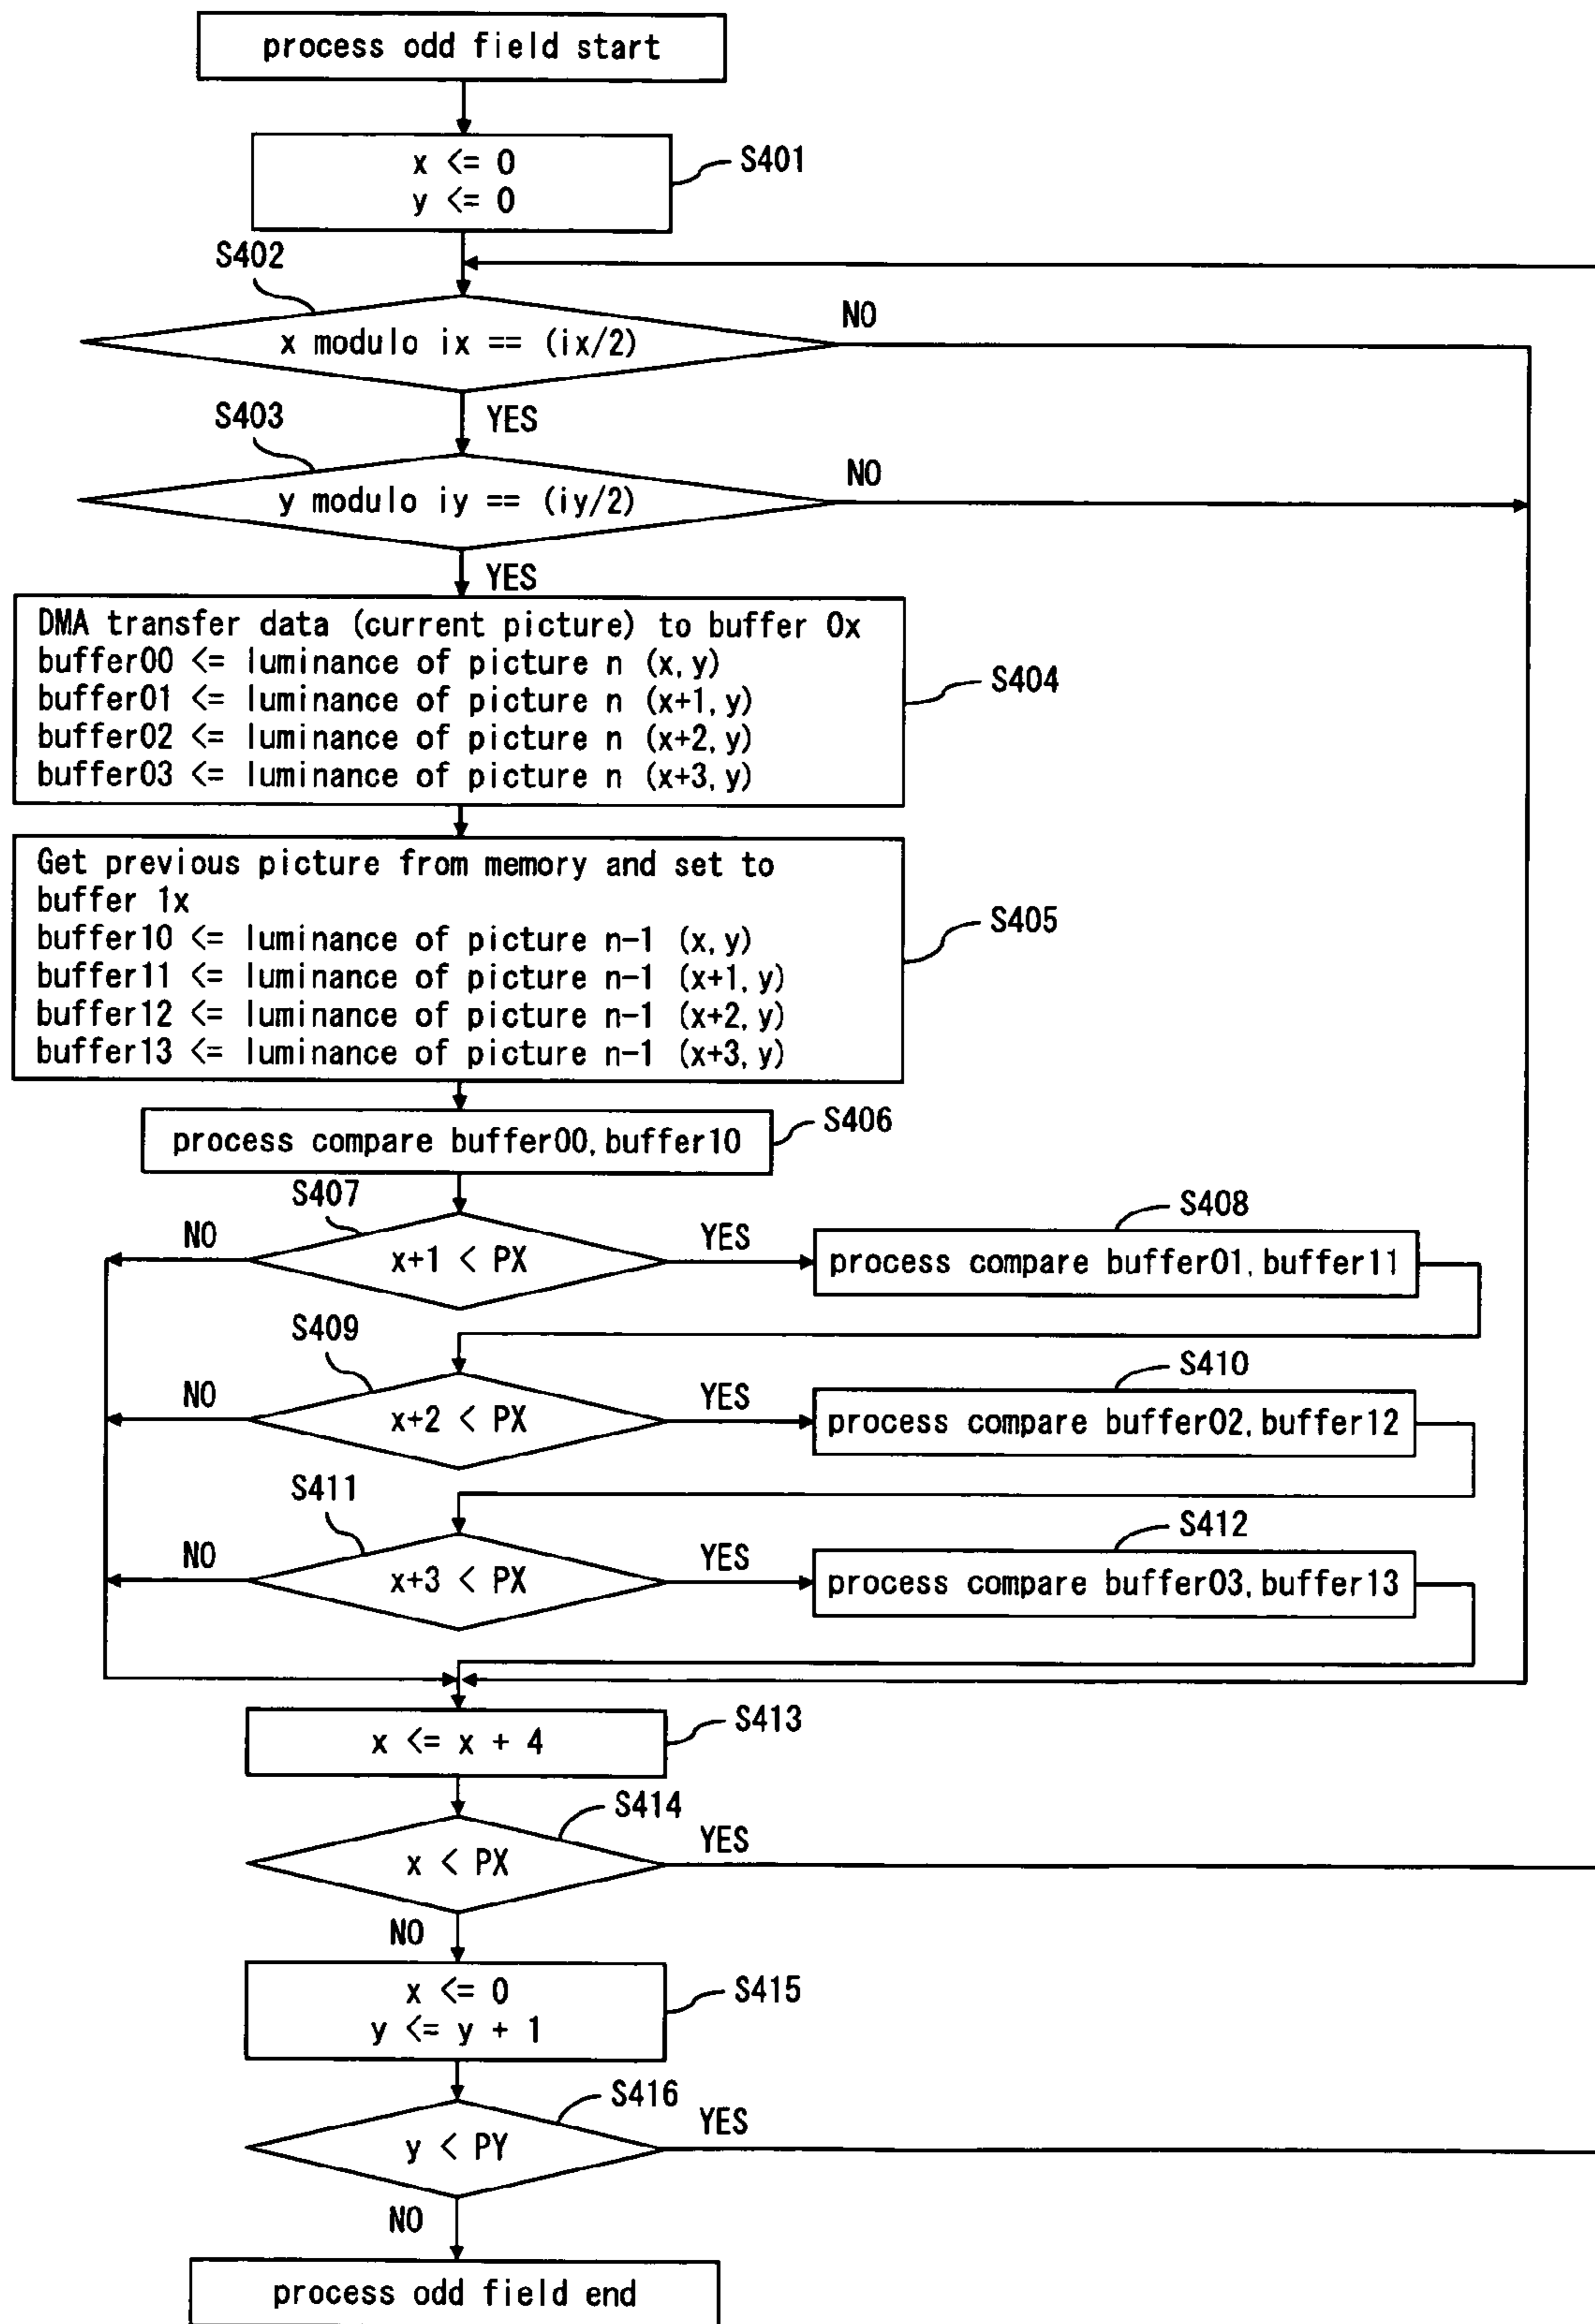 process odd field start
x <= 0
y <= 0
S401
S402
x modulo ix == (ix/2)
NO
YES
S403
y modulo iy == (iy/2)
NO
YES
DMA transfer data (current picture) to buffer 0x
buffer00 <= luminance of picture n (x, y)
buffer01 <= luminance of picture n (x+1, y)
buffer02 <= luminance of picture n (x+2, y)
buffer03 <= luminance of picture n (x+3, y)
S404
Get previous picture from memory and set to
buffer 1x
buffer10 <= luminance of picture n-1 (x, y)
buffer11 <= luminance of picture n-1 (x+1, y)
buffer12 <= luminance of picture n-1 (x+2, y)
buffer13 <= luminance of picture n-1 (x+3, y)
S405
process compare buffer00, buffer10
S406
S407
NO
x+1 < PX
YES
S408
process compare buffer01, buffer11
S409
NO
x+2 < PX
YES
S410
process compare buffer02, buffer12
S411
NO
x+3 < PX
YES
S412
process compare buffer03, buffer13
x <= x + 4
S413
S414
x < PX
YES
NO
x <= 0
y <= y + 1
S415
S416
y < PY
YES
NO
process odd field end